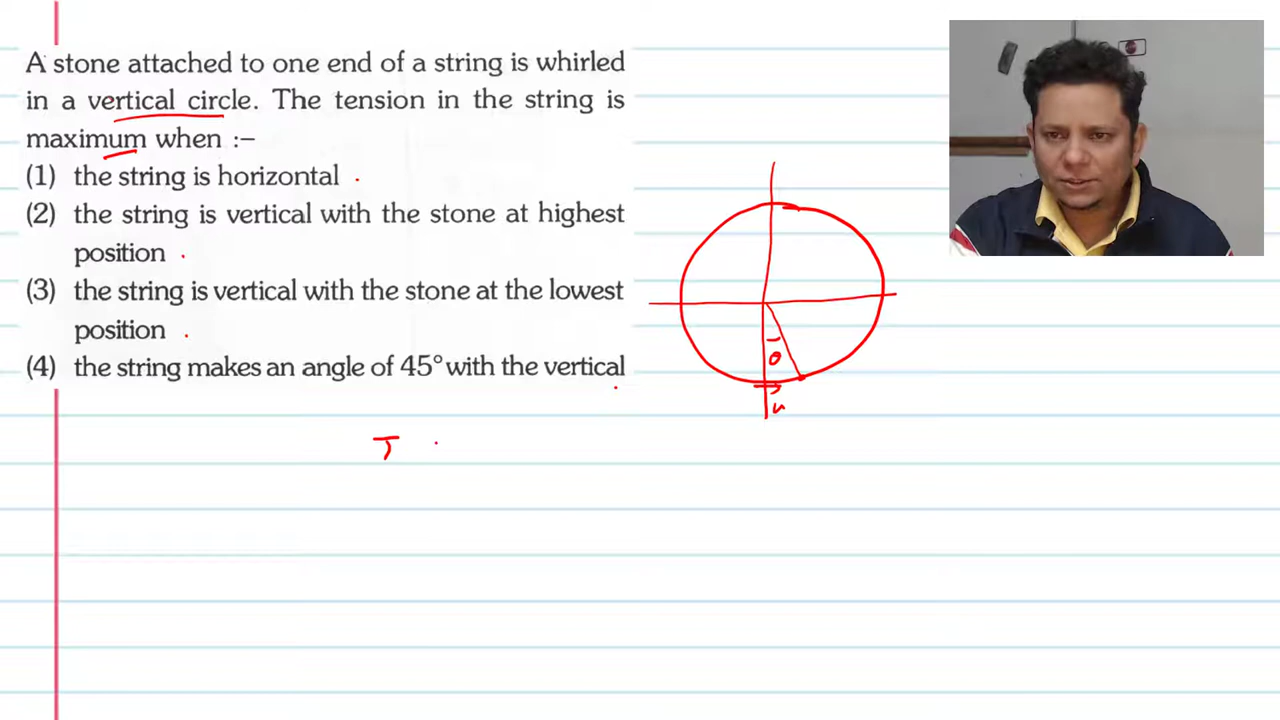 A stone attached to one end of a string is whirled
in a vertical circle. The tension in the string is
maximum when :–
(1) the string is horizontal
(2) the string is vertical with the stone at highest
position
(3) the string is vertical with the stone at the lowest
position
(4) the string makes an angle of 45° with the vertical
θ
u
T